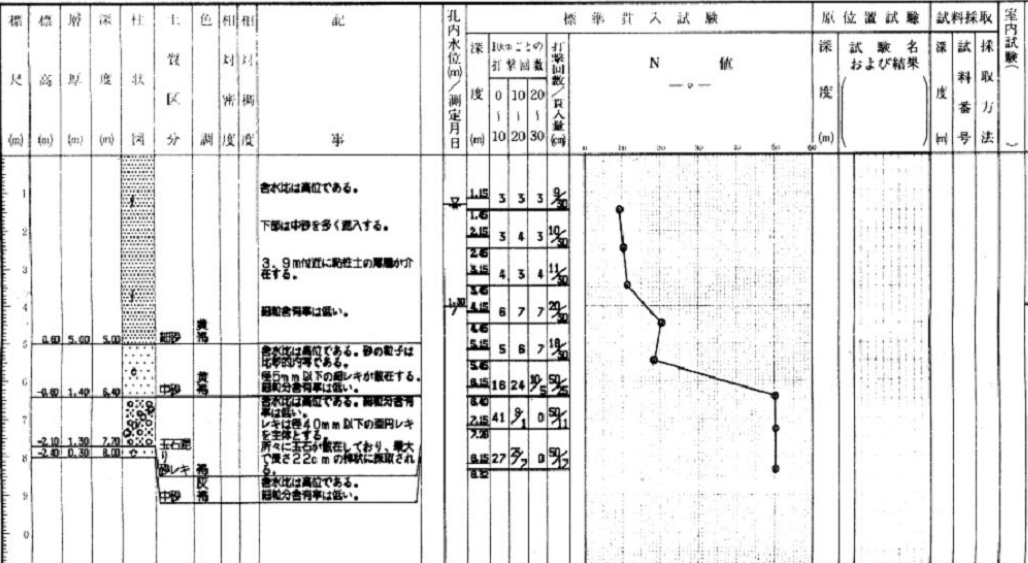 標 標 層 深 柱 土 色 相 相 記
尺 高 厚 度 状 質 対 対
区 密 稠
(m) (m) (m) (m) 図 分 調 度 度 事
孔内水位(m)/測定月日
標準貫入試験
深度(m)
10cmごとの打撃回数
0～10
10～20
20～30
打撃回数/貫入量(cm)
N 値
0 10 20 30 40 50 60
原位置試験
深度(m)
試験名および結果
試料採取
深度(m)
試料番号
採取方法
室内試験( )
含水比は高位である。
下部は中砂を多く混入する。
3.9m付近に粘性土の薄層が介
在する。
細粒含有率は低い。
0.60 5.00 5.00 細砂 黄褐
含水比は高位である。砂の粒子は
比較的均等である。
径5mm以下の細レキが散在する。
細粒分含有率は低い。
-0.80 1.40 6.40 中砂 黄褐
含水比は高位である。細粒分含有
率は低い。
レキは径40mm以下の亜円レキ
を主体とする。
所々に玉石が散在しており、最大
で長さ22cmの棒状に採取され
る。
-2.10 1.30 7.70 玉石混り砂レキ 褐
含水比は高位である。
細粒分含有率は低い。
-2.40 0.30 8.00 中砂 灰褐
1.15 3 3 3 9/30
1.45
2.15 3 4 3 10/30
2.45
3.15 4 3 4 11/30
3.45
4.15 6 7 7 20/30
4.45
5.15 5 6 7 18/30
5.45
6.15 16 24 10/5 50/25
6.40
7.15 41 9/1 0 50/11
7.26
8.15 27 23/7 0 50/17
8.32
1
2
3
4
5
6
7
8
9
0